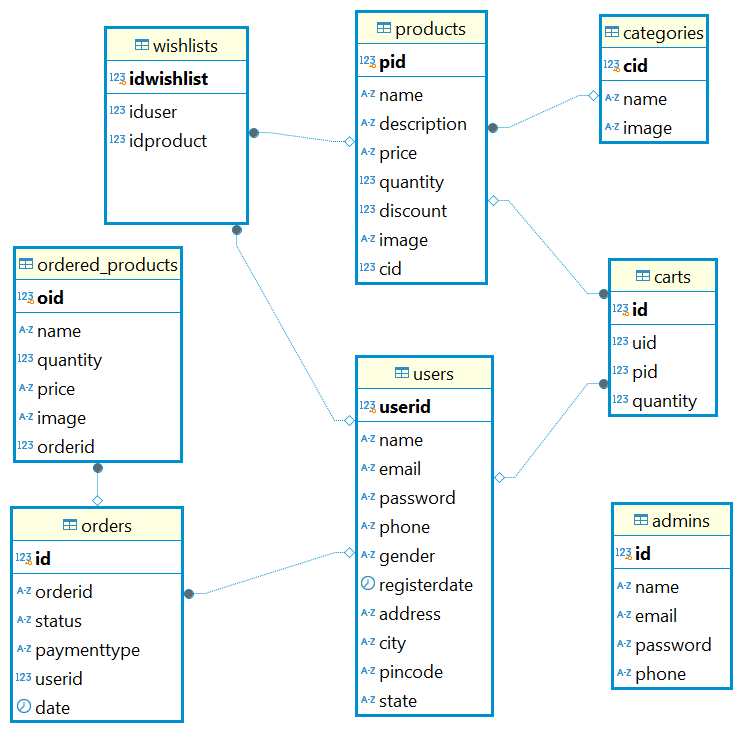 wishlists
123 idwishlist
123 iduser
123 idproduct
products
123 pid
A-Z name
A-Z description
A-Z price
123 quantity
123 discount
A-Z image
123 cid
categories
123 cid
A-Z name
A-Z image
ordered_products
123 oid
A-Z name
123 quantity
A-Z price
A-Z image
123 orderid
carts
123 id
123 uid
123 pid
123 quantity
users
123 userid
A-Z name
A-Z email
A-Z password
A-Z phone
A-Z gender
registerdate
A-Z address
A-Z city
A-Z pincode
A-Z state
orders
123 id
A-Z orderid
A-Z status
A-Z paymenttype
123 userid
date
admins
123 id
A-Z name
A-Z email
A-Z password
A-Z phone